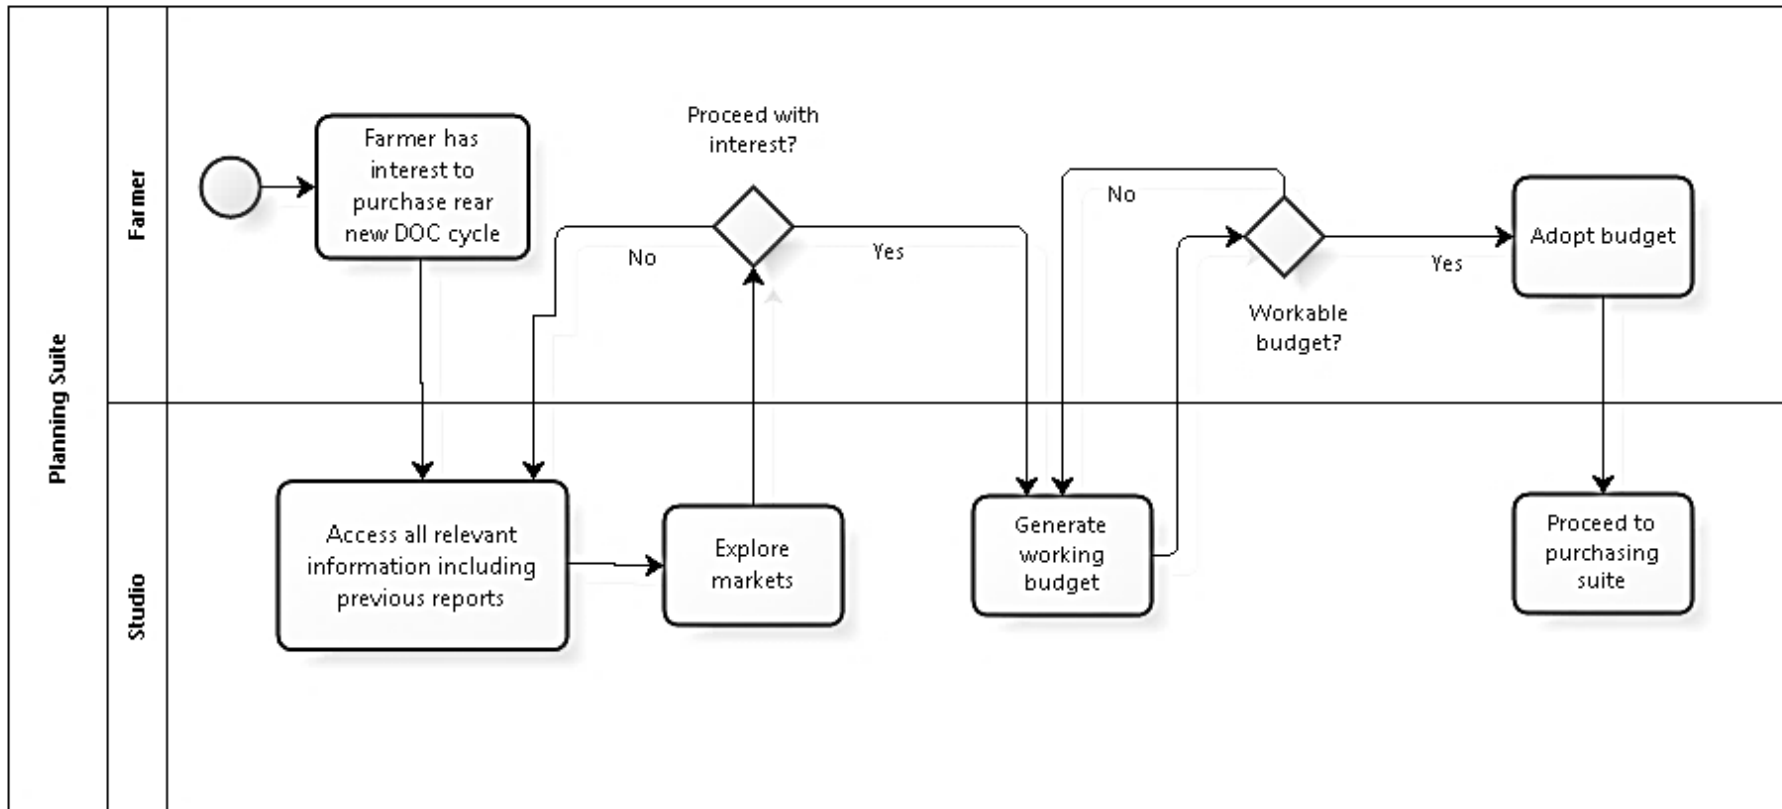 Planning Suite
Farmer
Studio
Farmer has
interest to
purchase rear
new DOC cycle
Proceed with
interest?
No
Yes
No
Workable
budget?
Yes
Adopt budget
Access all relevant
information including
previous reports
Explore
markets
Generate
working
budget
Proceed to
purchasing
suite